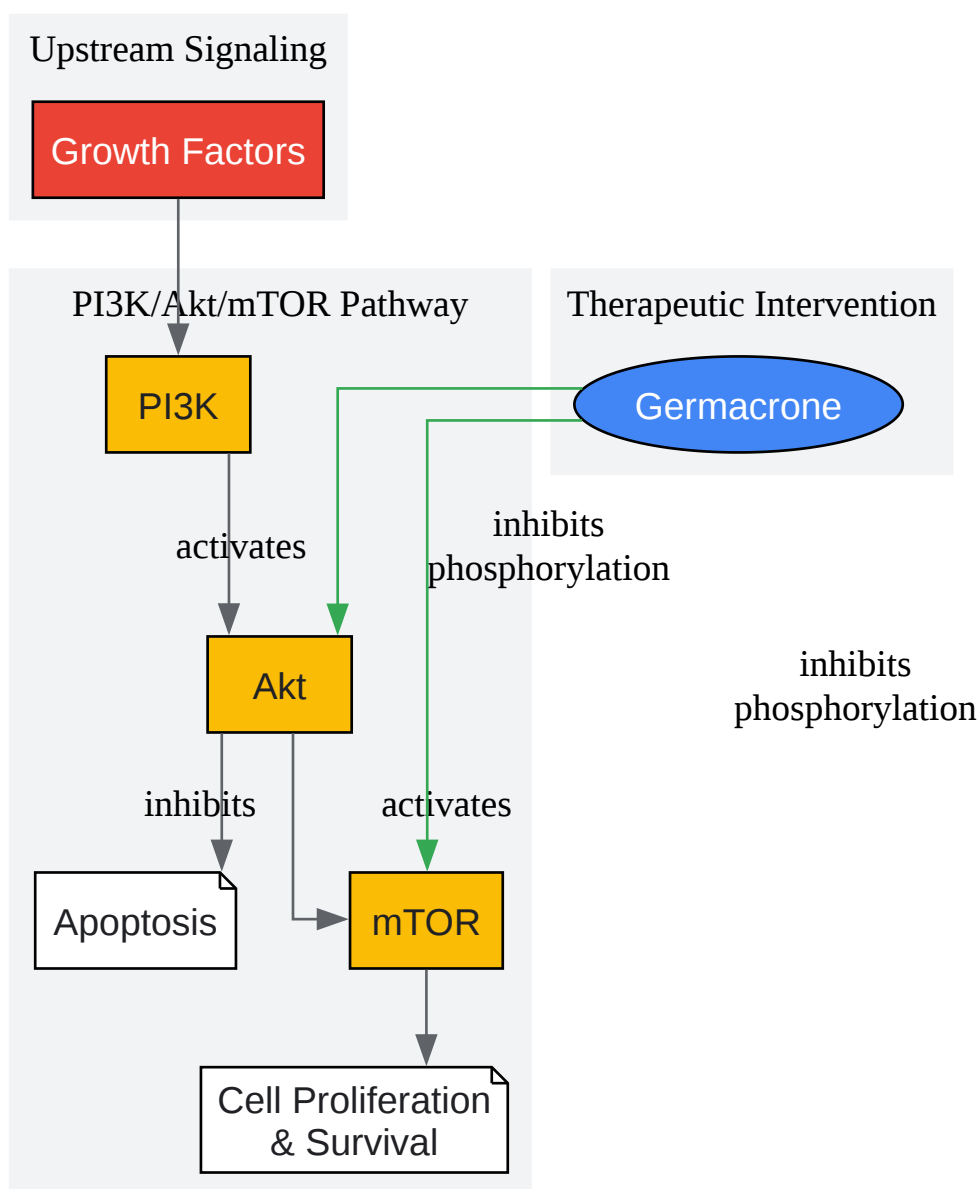 Upstream Signaling
Growth Factors
PI3K/Akt/mTOR Pathway
Therapeutic Intervention
PI3K
Germacrone
activates
inhibits
phosphorylation
Akt
inhibits
phosphorylation
inhibits
activates
Apoptosis
mTOR
Cell Proliferation
& Survival